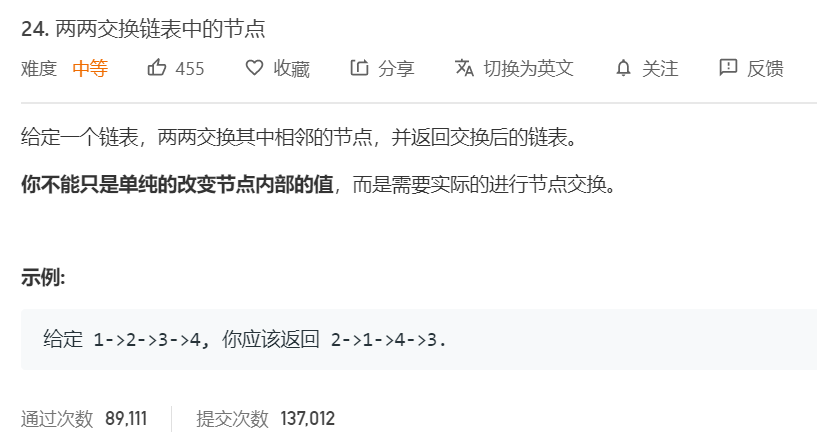 24. 两两交换链表中的节点
难度 中等 455 收藏 分享 切换为英文 关注 反馈
给定一个链表，两两交换其中相邻的节点，并返回交换后的链表。
你不能只是单纯的改变节点内部的值，而是需要实际的进行节点交换。
示例:
给定 1->2->3->4, 你应该返回 2->1->4->3.
通过次数 89,111 提交次数 137,012